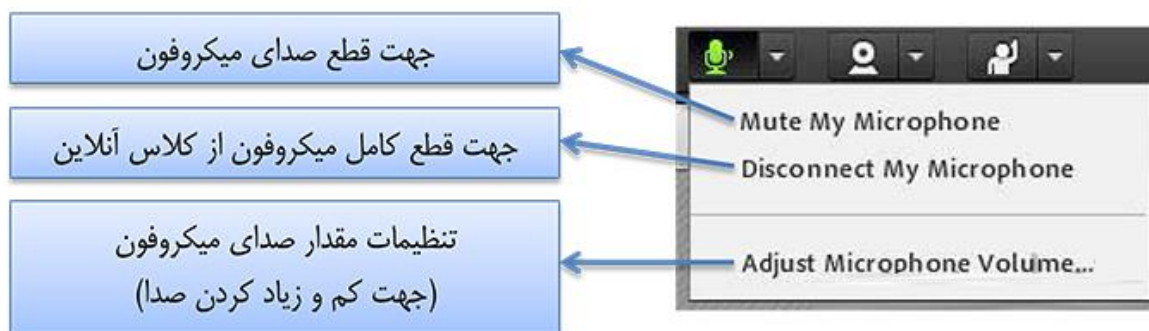 جهت قطع صدای میکروفون
جهت قطع کامل میکروفون از کلاس آنلاین
تنظیمات مقدار صدای میکروفون
(جهت کم و زیاد کردن صدا)
Mute My Microphone
Disconnect My Microphone
Adjust Microphone Volume...